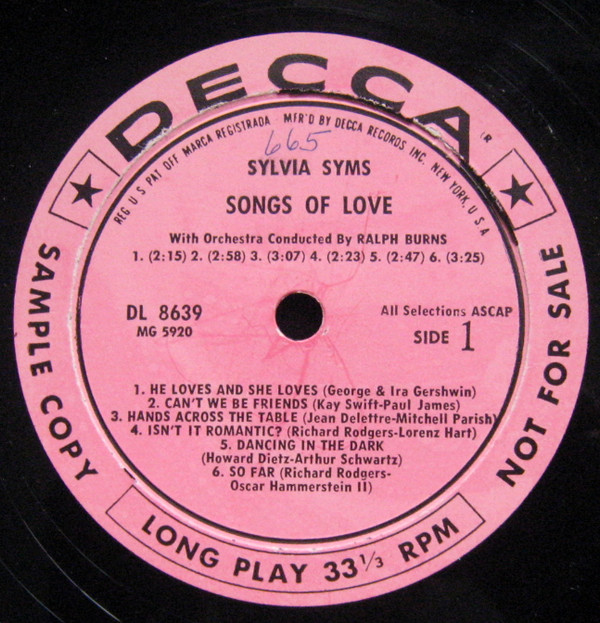 DECCA®
REG U S PAT OFF MARCA REGISTRADA MFR'D BY DECCA RECORDS INC. NEW YORK, U S A
665
SYLVIA SYMS
SONGS OF LOVE
With Orchestra Conducted By RALPH BURNS
1. (2:15) 2. (2:58) 3. (3:07) 4. (2:23) 5. (2:47) 6. (3:25)
DL 8639
MG 5920
All Selections ASCAP
SIDE 1
1. HE LOVES AND SHE LOVES (George & Ira Gershwin)
2. CAN'T WE BE FRIENDS (Kay Swift-Paul James)
3. HANDS ACROSS THE TABLE (Jean Delettre-Mitchell Parish)
4. ISN'T IT ROMANTIC? (Richard Rodgers-Lorenz Hart)
5. DANCING IN THE DARK
(Howard Dietz-Arthur Schwartz)
6. SO FAR (Richard Rodgers-
Oscar Hammerstein II)
SAMPLE COPY
NOT FOR SALE
LONG PLAY 33 1/3 RPM